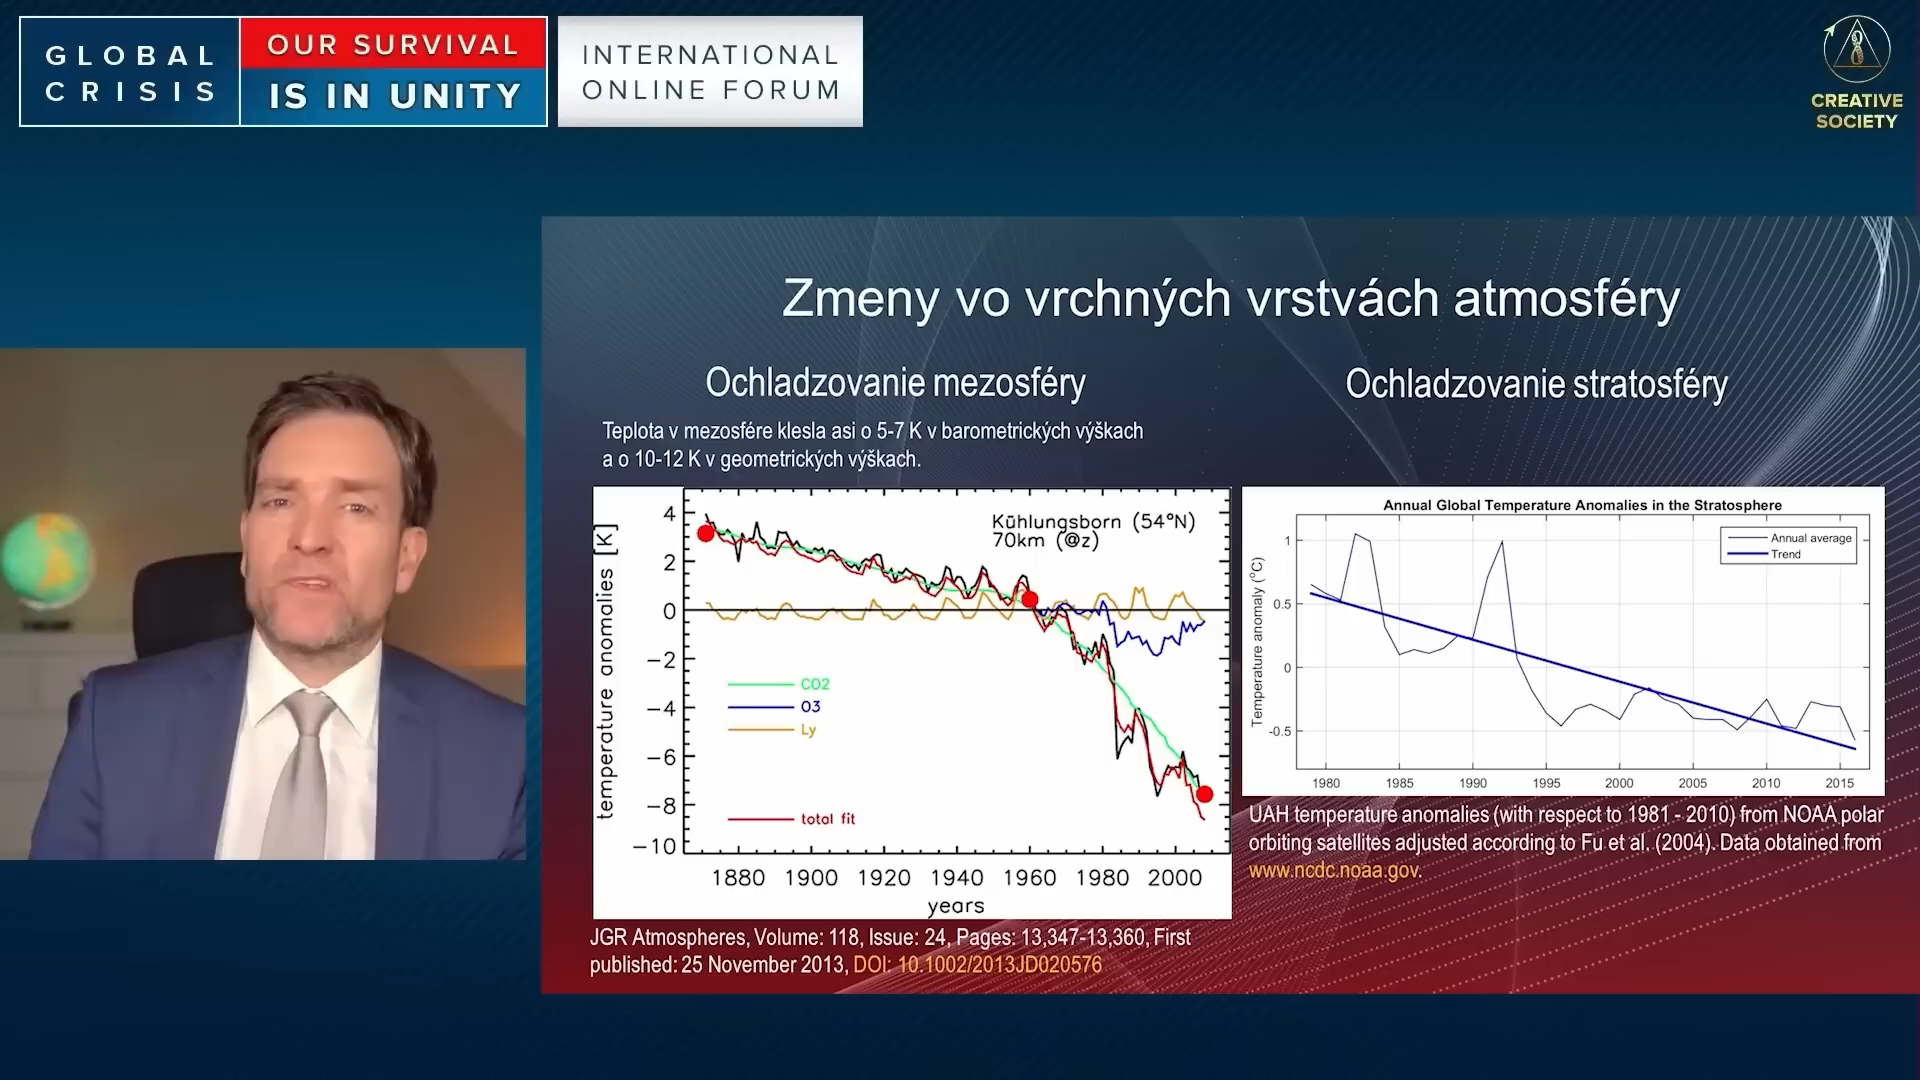 GLOBAL
CRISIS
OUR SURVIVAL
IS IN UNITY
INTERNATIONAL
ONLINE FORUM
CREATIVE
SOCIETY
Zmeny vo vrchných vrstvách atmosféry
Ochladzovanie mezosféry
Teplota v mezosfére klesla asi o 5-7 K v barometrických výškach
a o 10-12 K v geometrických výškach.
temperature anomalies [K]
4
2
0
−2
−4
−6
−8
−10
Kühlungsborn (54°N)
70km (@z)
CO2
O3
Ly
total fit
1880 1900 1920 1940 1960 1980 2000
years
JGR Atmospheres, Volume: 118, Issue: 24, Pages: 13,347-13,360, First
published: 25 November 2013, DOI: 10.1002/2013JD020576
Ochladzovanie stratosféry
Annual Global Temperature Anomalies in the Stratosphere
Annual average
Trend
Temperature anomaly (°C)
1
0.5
0
-0.5
1980 1985 1990 1995 2000 2005 2010 2015
UAH temperature anomalies (with respect to 1981 - 2010) from NOAA polar
orbiting satellites adjusted according to Fu et al. (2004). Data obtained from
www.ncdc.noaa.gov.